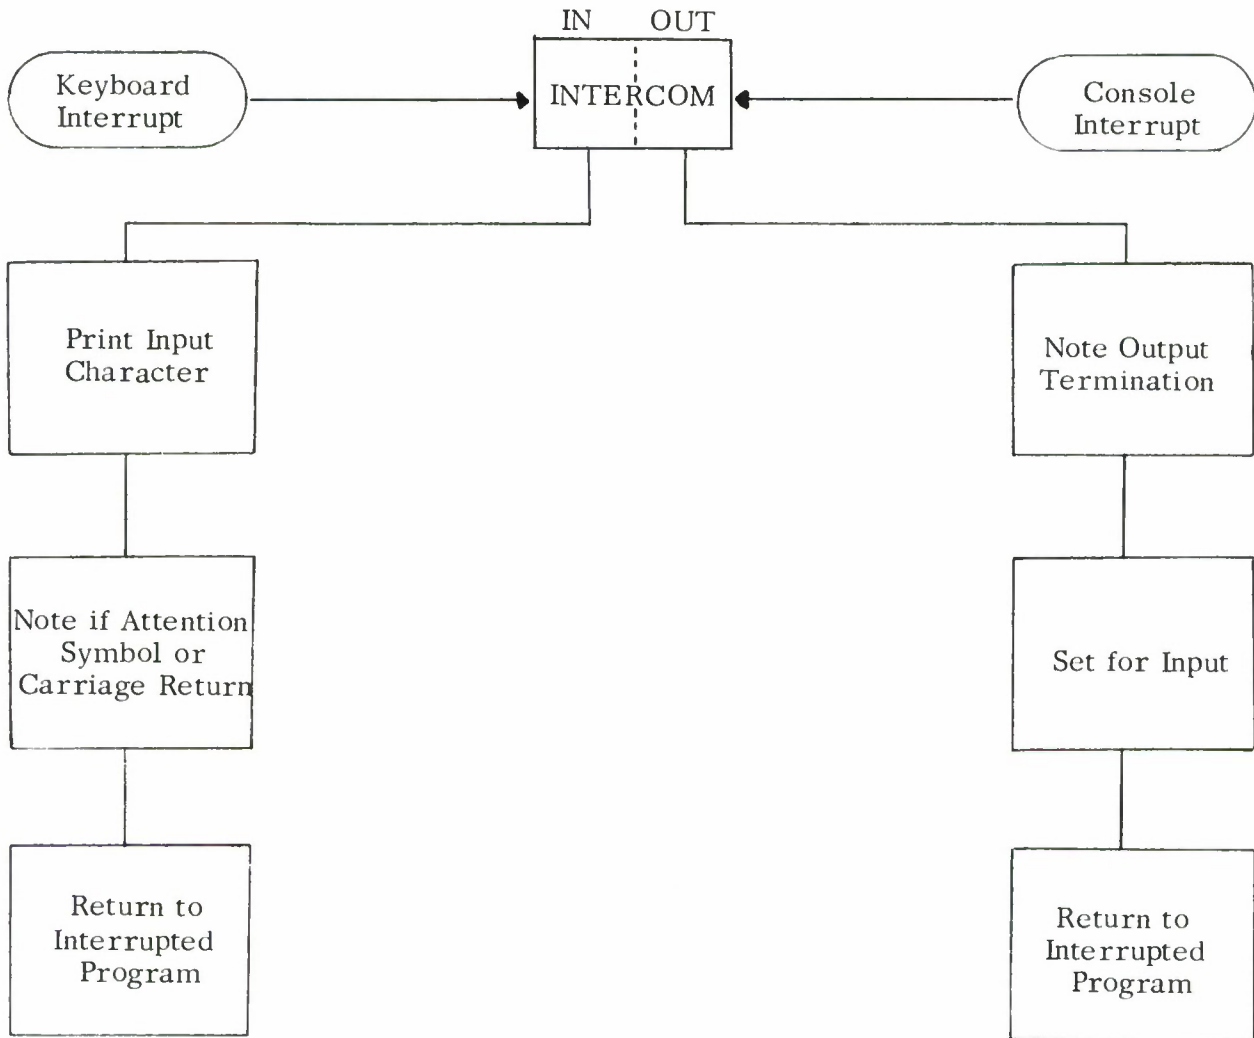 IN OUT
Keyboard
Interrupt
INTERCOM
Console
Interrupt
Print Input
Character
Note Output
Termination
Note if Attention
Symbol or
Carriage Return
Set for Input
Return to
Interrupted
Program
Return to
Interrupted
Program